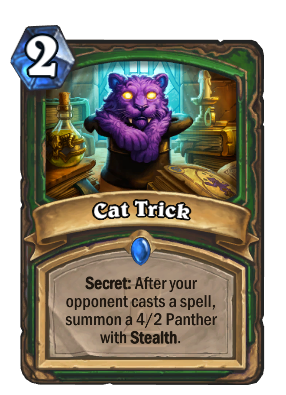 2
Cat Trick
Secret: After your
opponent casts a spell,
summon a 4/2 Panther
with Stealth.